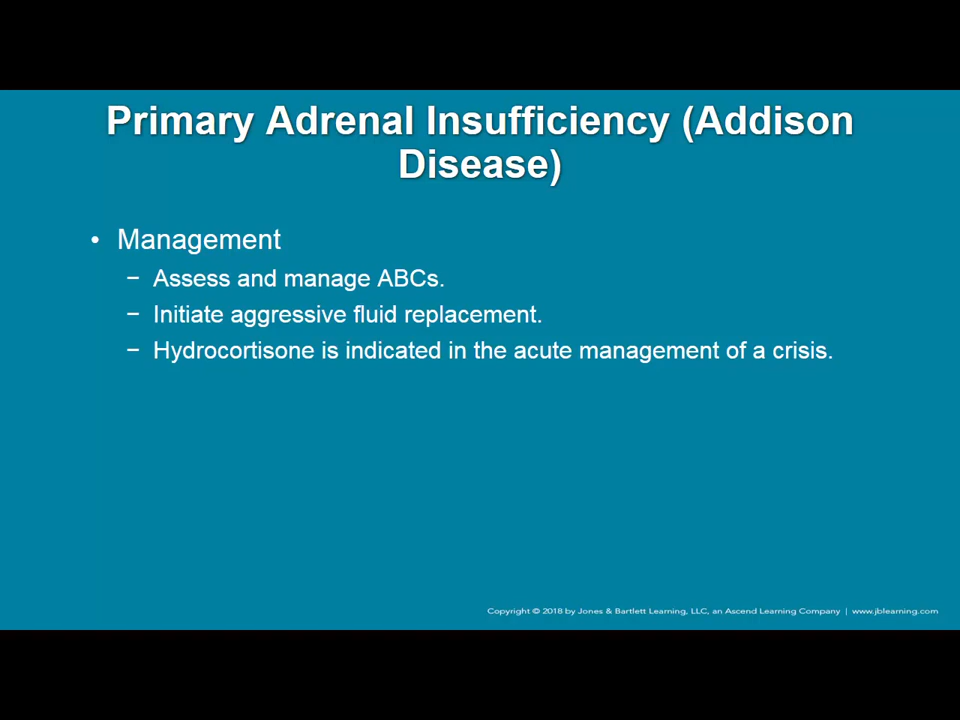 Primary Adrenal Insufficiency (Addison
Disease)
• Management
− Assess and manage ABCs.
− Initiate aggressive fluid replacement.
− Hydrocortisone is indicated in the acute management of a crisis.
Copyright © 2018 by Jones & Bartlett Learning, LLC, an Ascend Learning Company | www.jblearning.com